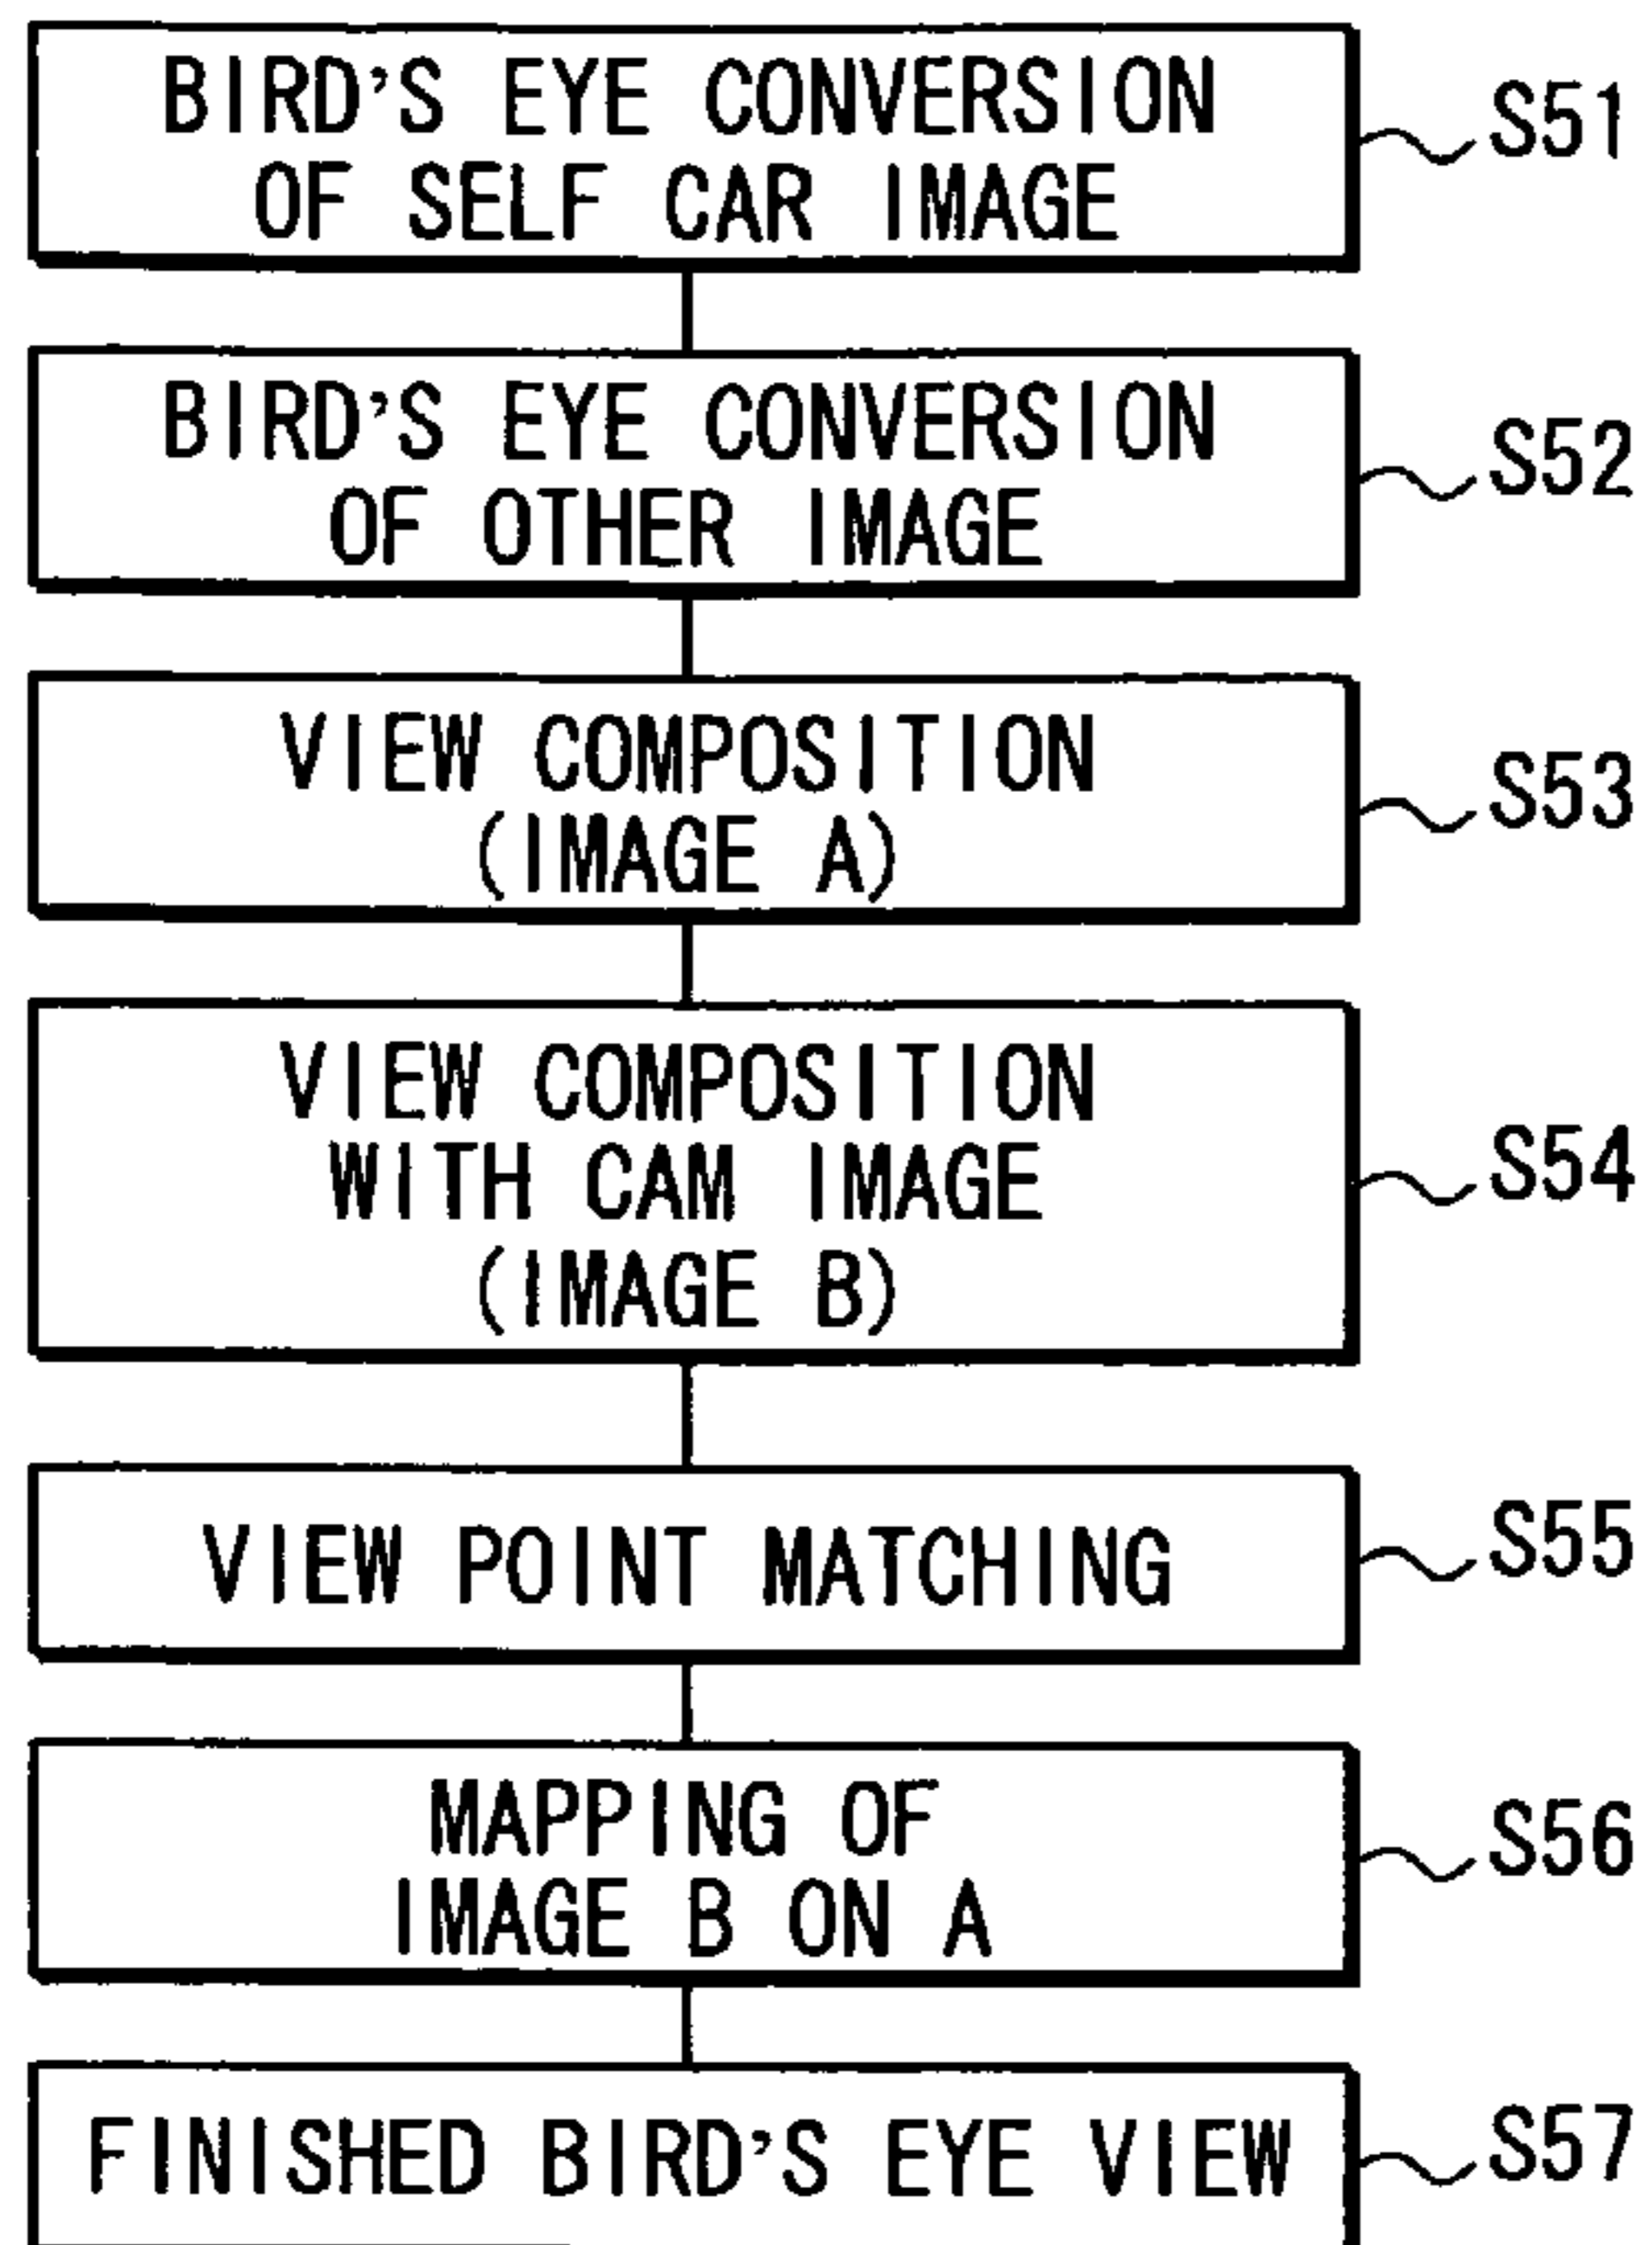 BIRD'S EYE CONVERSION
OF SELF CAR IMAGE
S51
BIRD'S EYE CONVERSION
OF OTHER IMAGE
S52
VIEW COMPOSITION
(IMAGE A)
S53
VIEW COMPOSITION
WITH CAM IMAGE
(IMAGE B)
S54
VIEW POINT MATCHING
S55
MAPPING OF
IMAGE B ON A
S56
FINISHED BIRD'S EYE VIEW
S57